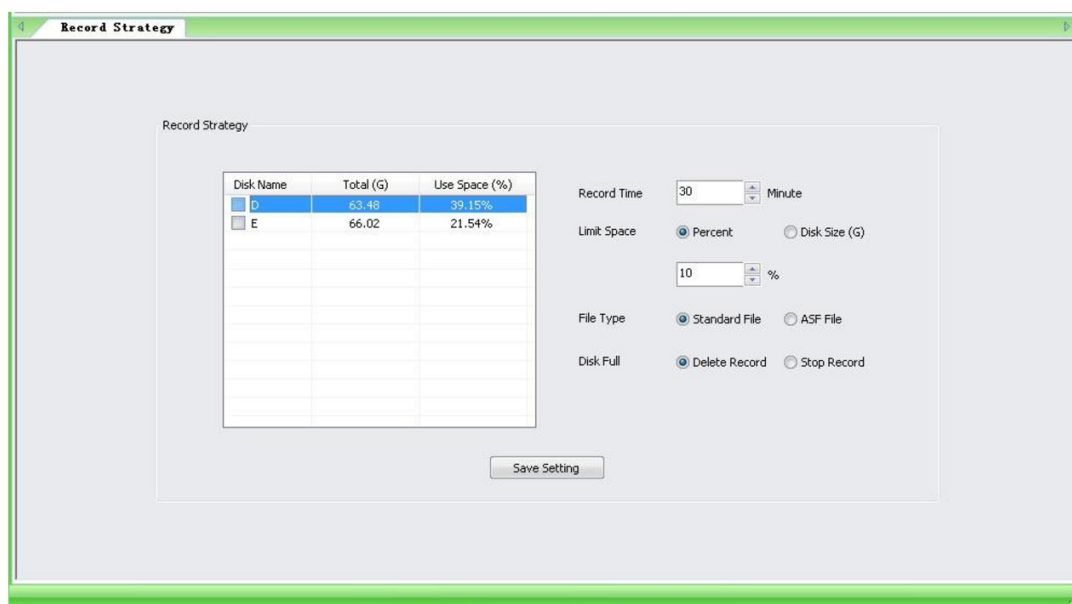 Record Strategy
Record Strategy
Disk Name Total (G) Use Space (%)
D 63.48 39.15%
E 66.02 21.54%
Record Time 30 Minute
Limit Space Percent Disk Size (G)
10 %
File Type Standard File ASF File
Disk Full Delete Record Stop Record
Save Setting